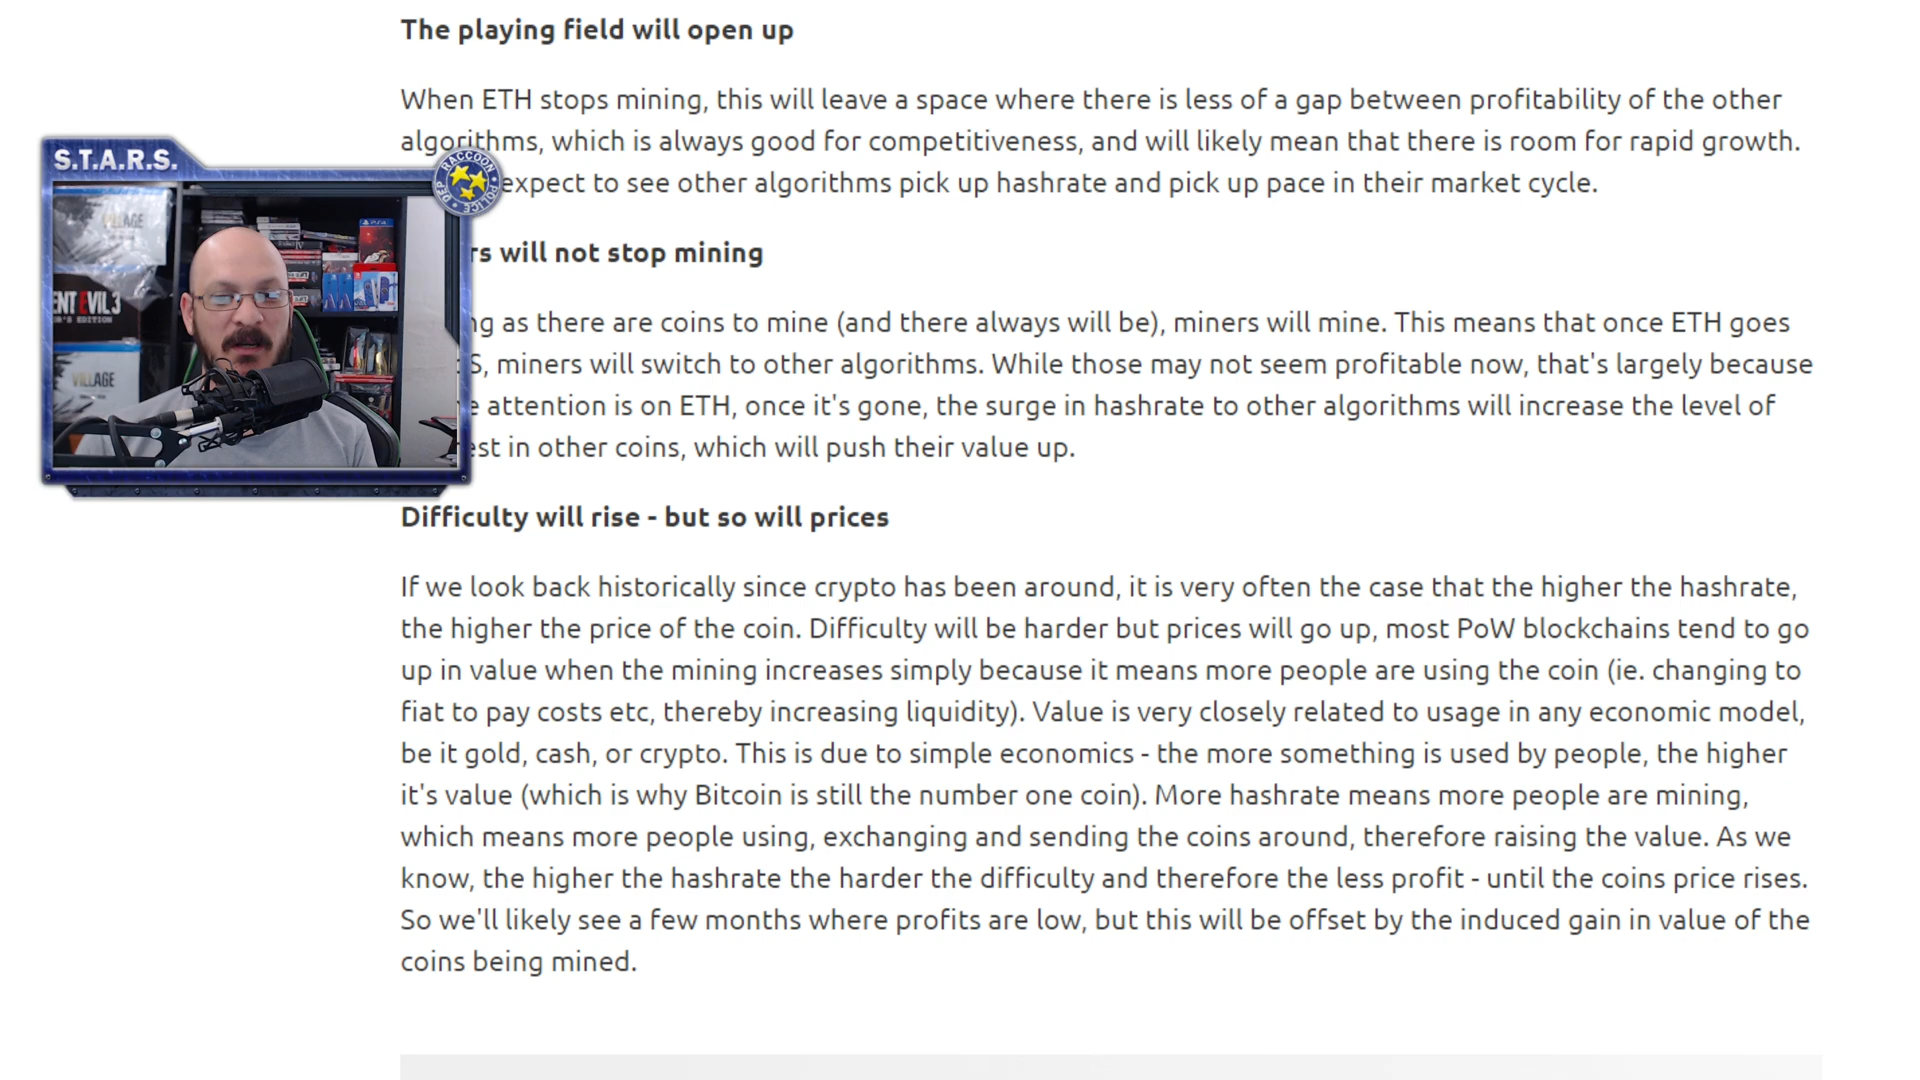 The playing field will open up
When ETH stops mining, this will leave a space where there is less of a gap between profitability of the other
algorithms, which is always good for competitiveness, and will likely mean that there is room for rapid growth.
expect to see other algorithms pick up hashrate and pick up pace in their market cycle.
S.T.A.R.S.
RACCOON POLICE
VILLAGE
EVIL 3
VILLAGE
will not stop mining
as there are coins to mine (and there always will be), miners will mine. This means that once ETH goes
miners will switch to other algorithms. While those may not seem profitable now, that's largely because
attention is on ETH, once it's gone, the surge in hashrate to other algorithms will increase the level of
in other coins, which will push their value up.
Difficulty will rise - but so will prices
If we look back historically since crypto has been around, it is very often the case that the higher the hashrate,
the higher the price of the coin. Difficulty will be harder but prices will go up, most PoW blockchains tend to go
up in value when the mining increases simply because it means more people are using the coin (ie. changing to
fiat to pay costs etc, thereby increasing liquidity). Value is very closely related to usage in any economic model,
be it gold, cash, or crypto. This is due to simple economics - the more something is used by people, the higher
it's value (which is why Bitcoin is still the number one coin). More hashrate means more people are mining,
which means more people using, exchanging and sending the coins around, therefore raising the value. As we
know, the higher the hashrate the harder the difficulty and therefore the less profit - until the coins price rises.
So we'll likely see a few months where profits are low, but this will be offset by the induced gain in value of the
coins being mined.